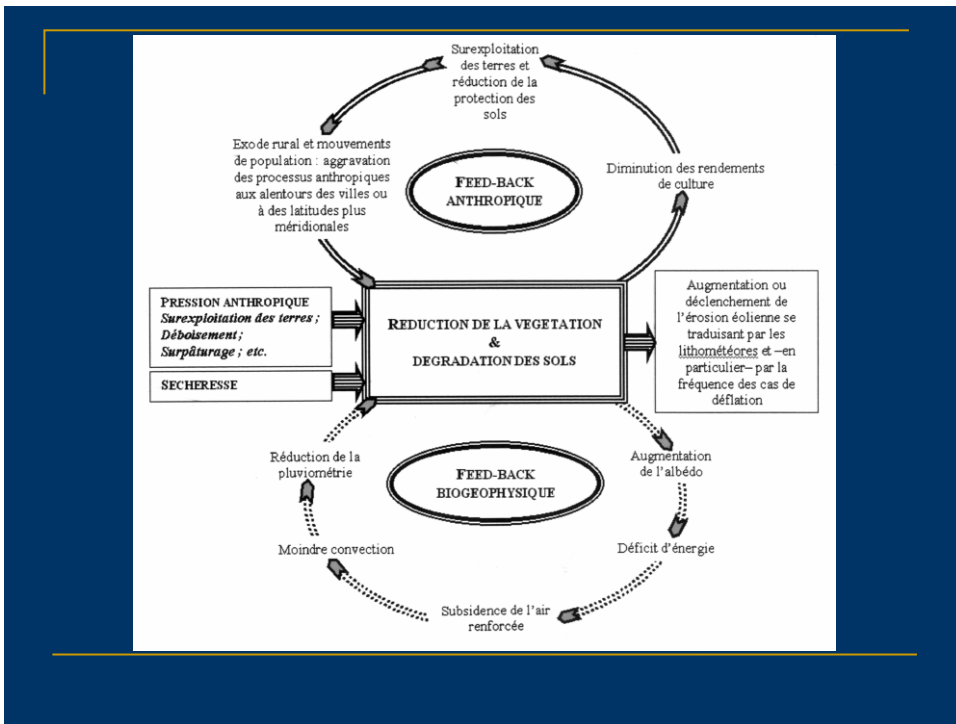 Surexploitation
des terres et
réduction de la
protection des
sols
Exode rural et mouvements
de population : aggravation
des processus anthropiques
aux alentours des villes ou
à des latitudes plus
méridionales
FEED-BACK
ANTHROPIQUE
Diminution des rendements
de culture
PRESSION ANTHROPIQUE
Surexploitation des terres ;
Déboisement ;
Surpâturage ; etc.
SECHERESSE
REDUCTION DE LA VEGETATION
&
DEGRADATION DES SOLS
Augmentation ou
déclenchement de
l'érosion éolienne se
traduisant par les
lithométéores et –en
particulier– par la
fréquence des cas de
déflation
Réduction de la
pluviométrie
FEED-BACK
BIOGEOPHYSIQUE
Augmentation
de l'albédo
Moindre convection
Déficit d'énergie
Subsidence de l'air
renforcée